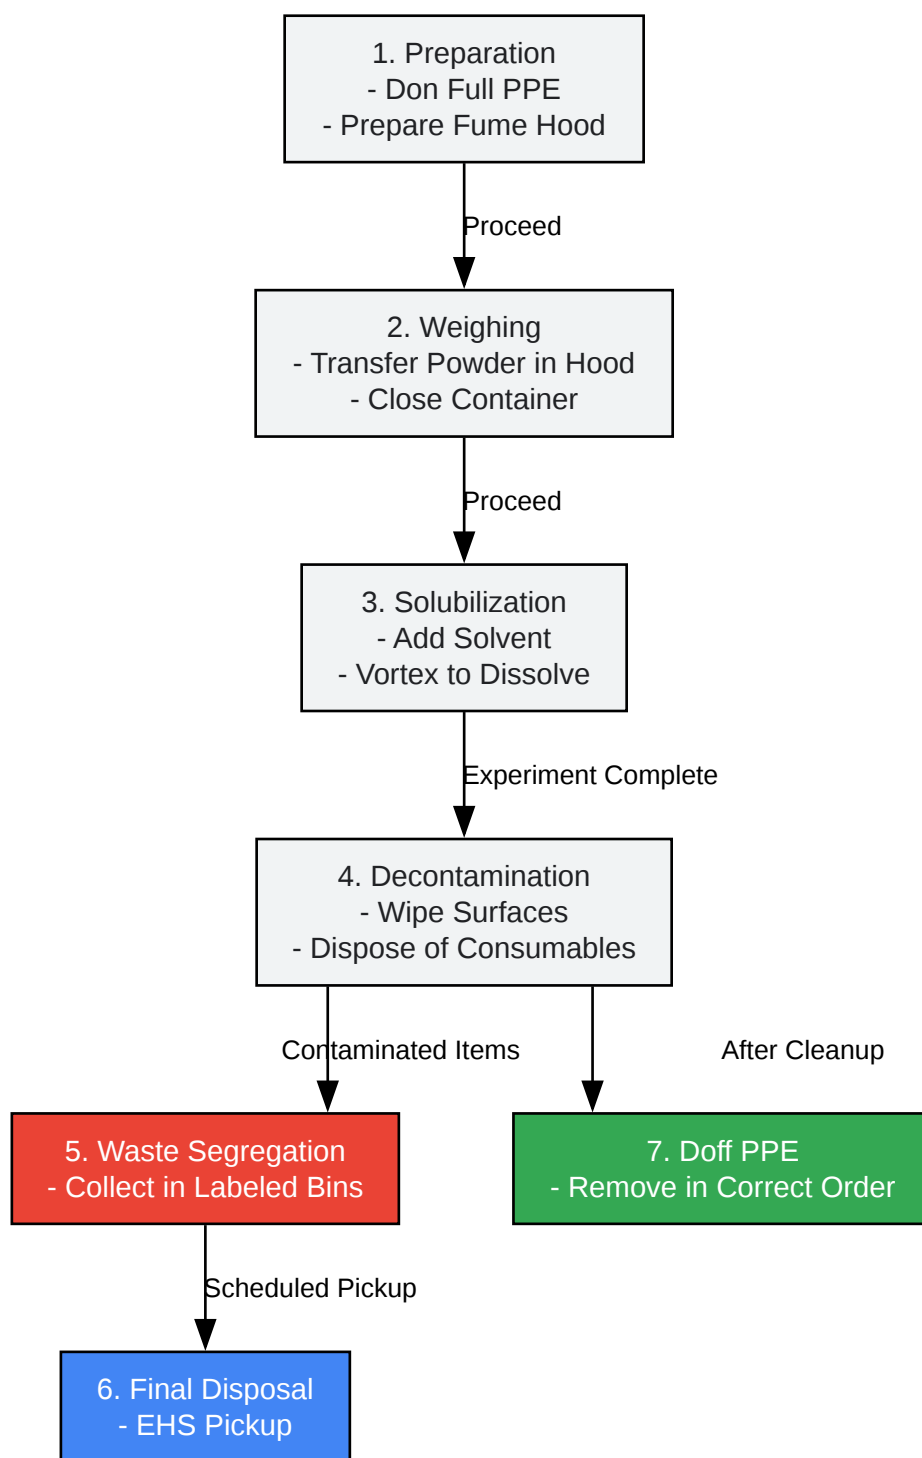 1. Preparation
- Don Full PPE
- Prepare Fume Hood
Proceed
2. Weighing
- Transfer Powder in Hood
- Close Container
Proceed
3. Solubilization
- Add Solvent
- Vortex to Dissolve
Experiment Complete
4. Decontamination
- Wipe Surfaces
- Dispose of Consumables
Contaminated Items
After Cleanup
5. Waste Segregation
- Collect in Labeled Bins
7. Doff PPE
- Remove in Correct Order
Scheduled Pickup
6. Final Disposal
- EHS Pickup